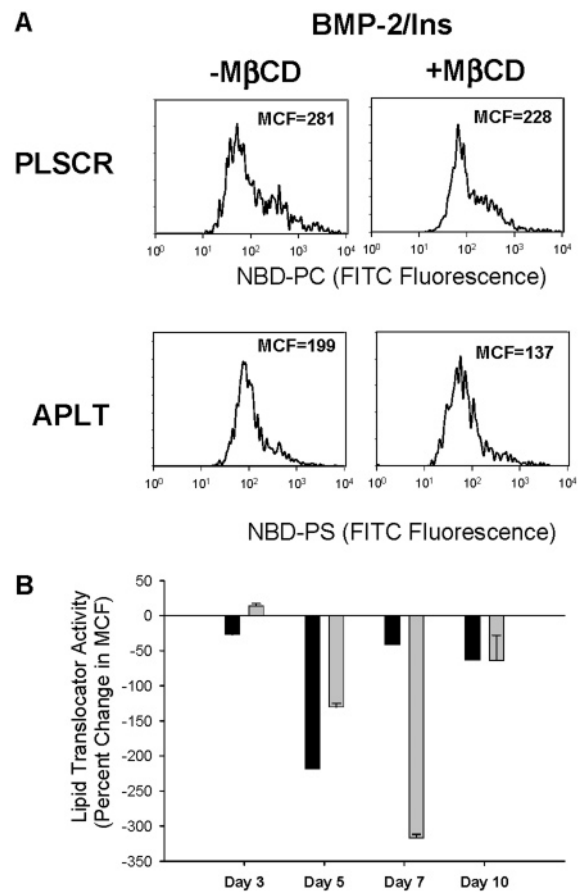 A
BMP-2/Ins
-MβCD +MβCD
PLSCR
MCF=281
10⁰ 10¹ 10² 10³ 10⁴
MCF=228
10⁰ 10¹ 10² 10³ 10⁴
NBD-PC (FITC Fluorescence)
APLT
MCF=199
10⁰ 10¹ 10² 10³ 10⁴
MCF=137
10⁰ 10¹ 10² 10³ 10⁴
NBD-PS (FITC Fluorescence)
B
Lipid Translocator Activity
(Percent Change in MCF)
50
0
-50
-100
-150
-200
-250
-300
-350
Day 3 Day 5 Day 7 Day 10